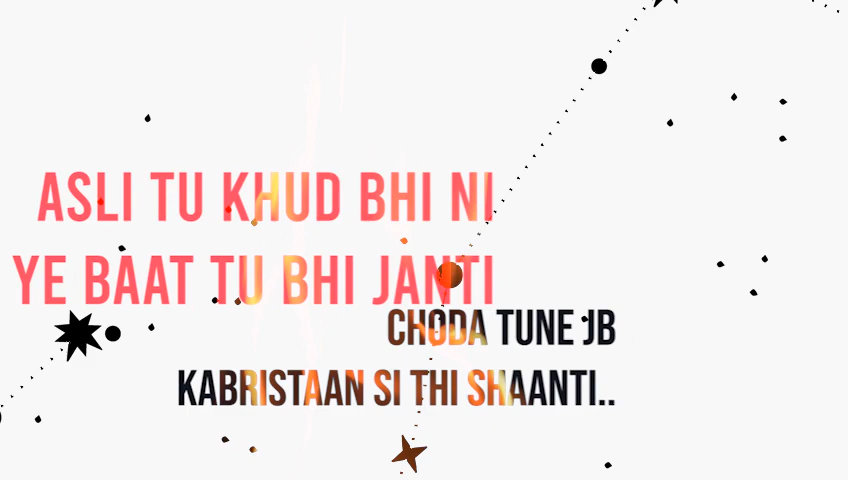 ASLI TU KHUD BHI NI
YE BAAT TU BHI JANTI
CHODA TUNE JB
KABRISTAAN SI THI SHAANTI..